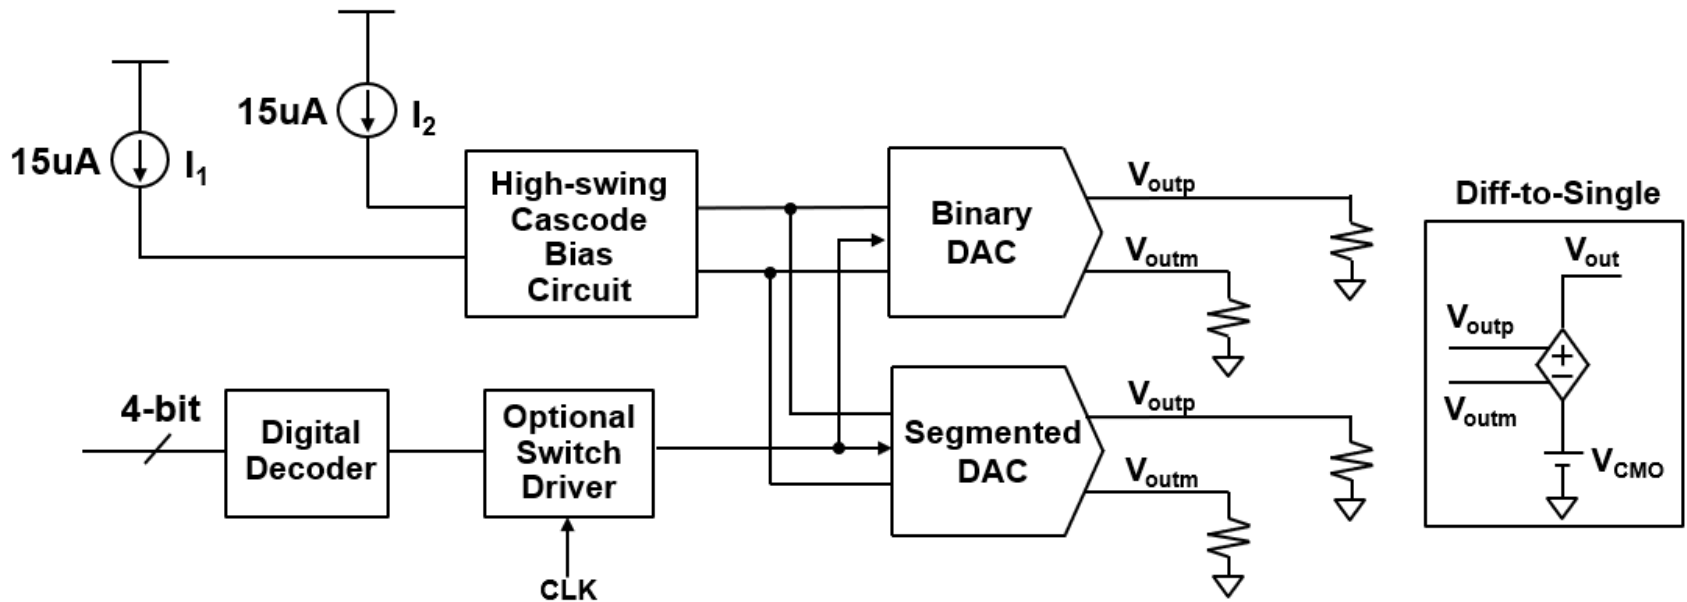 15uA
I1
15uA
I2
High-swing
Cascode
Bias
Circuit
Binary
DAC
Voutp
Voutm
4-bit
Digital
Decoder
Optional
Switch
Driver
CLK
Segmented
DAC
Voutp
Voutm
Diff-to-Single
Vout
Voutp
+
−
Voutm
VCMO